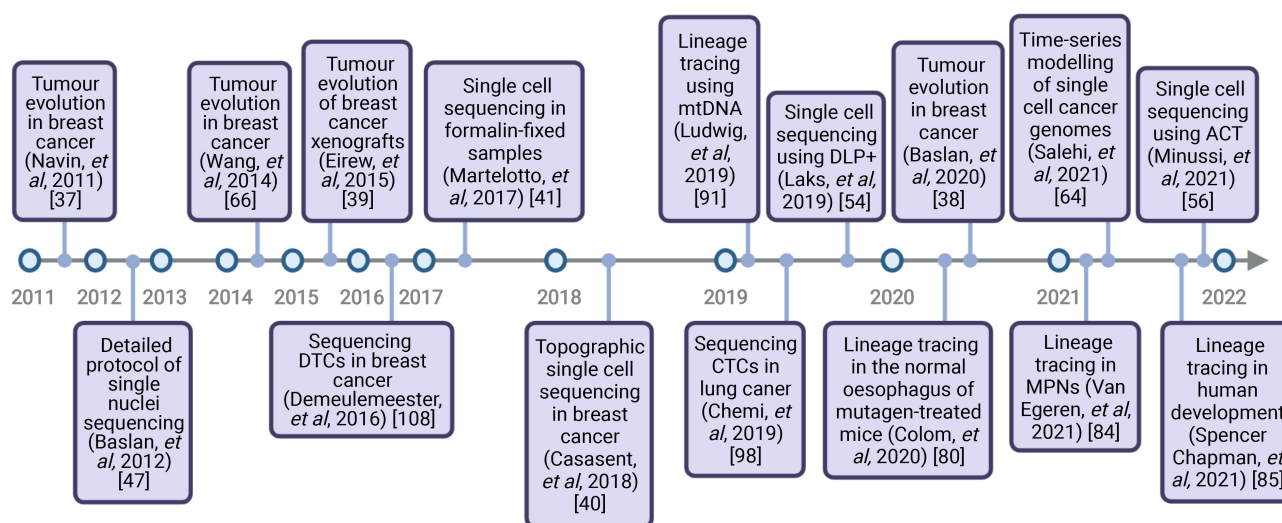 Tumour
evolution
in breast
cancer
(Navin, et
al, 2011)
[37]
Tumour
evolution
in breast
cancer
(Wang, et
al, 2014)
[66]
Tumour
evolution
of breast
cancer
xenografts
(Eirew, et
al, 2015)
[39]
Single cell
sequencing in
formalin-fixed
samples
(Martelotto, et
al, 2017) [41]
Lineage
tracing
using
mtDNA
(Ludwig,
et al,
2019)
[91]
Single cell
sequencing
using DLP+
(Laks, et al,
2019) [54]
Tumour
evolution in
breast
cancer
(Baslan, et
al, 2020)
[38]
Time-series
modelling
of single
cell cancer
genomes
(Salehi, et
al, 2021)
[64]
Single cell
sequencing
using ACT
(Minussi, et
al, 2021)
[56]
2011
2012
2013
2014
2015
2016
2017
2018
2019
2020
2021
2022
Detailed
protocol of
single
nuclei
sequencing
(Baslan, et
al, 2012)
[47]
Sequencing
DTCs in breast
cancer
(Demeulemeester,
et al, 2016) [108]
Topographic
single cell
sequencing
in breast
cancer
(Casasent,
et al, 2018)
[40]
Sequencing
CTCs in
lung caner
(Chemi, et
al, 2019)
[98]
Lineage tracing
in the normal
oesophagus of
mutagen-treated
mice (Colom, et
al, 2020) [80]
Lineage
tracing
in MPNs (Van
Egeren, et al,
2021) [84]
Lineage
tracing in
human
development
(Spencer
Chapman, et
al, 2021) [85]